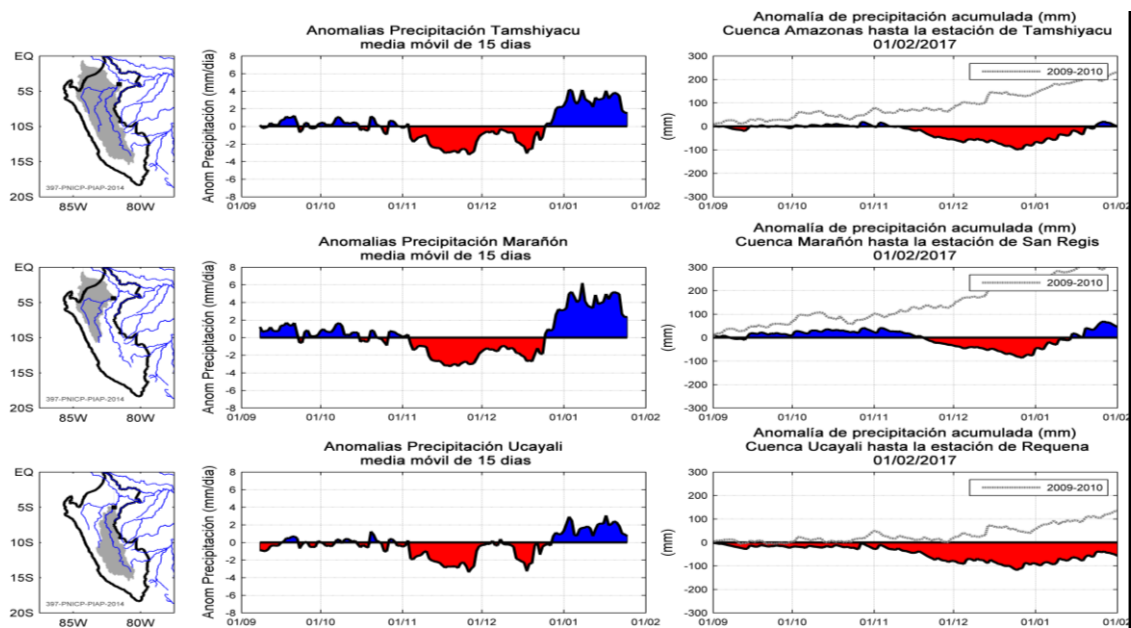 EQ
5S
10S
15S
20S
85W
80W
397-PNICP-PIAP-2014
Anomalias Precipitación Tamshiyacu
media móvil de 15 dias
Anom Precipitación (mm/dia)
8
6
4
2
0
-2
-4
-6
-8
01/09
01/10
01/11
01/12
01/01
01/02
Anomalía de precipitación acumulada (mm)
Cuenca Amazonas hasta la estación de Tamshiyacu
01/02/2017
(mm)
300
200
100
0
-100
-200
-300
2009-2010
01/09
01/10
01/11
01/12
01/01
01/02
EQ
5S
10S
15S
20S
85W
80W
397-PNICP-PIAP-2014
Anomalias Precipitación Marañón
media móvil de 15 dias
Anom Precipitación (mm/dia)
8
6
4
2
0
-2
-4
-6
-8
01/09
01/10
01/11
01/12
01/01
01/02
Anomalía de precipitación acumulada (mm)
Cuenca Marañón hasta la estación de San Regis
01/02/2017
(mm)
300
200
100
0
-100
-200
-300
2009-2010
01/09
01/10
01/11
01/12
01/01
01/02
EQ
5S
10S
15S
20S
85W
80W
397-PNICP-PIAP-2014
Anomalias Precipitación Ucayali
media móvil de 15 dias
Anom Precipitación (mm/dia)
8
6
4
2
0
-2
-4
-6
-8
01/09
01/10
01/11
01/12
01/01
01/02
Anomalía de precipitación acumulada (mm)
Cuenca Ucayali hasta la estación de Requena
01/02/2017
(mm)
300
200
100
0
-100
-200
-300
2009-2010
01/09
01/10
01/11
01/12
01/01
01/02